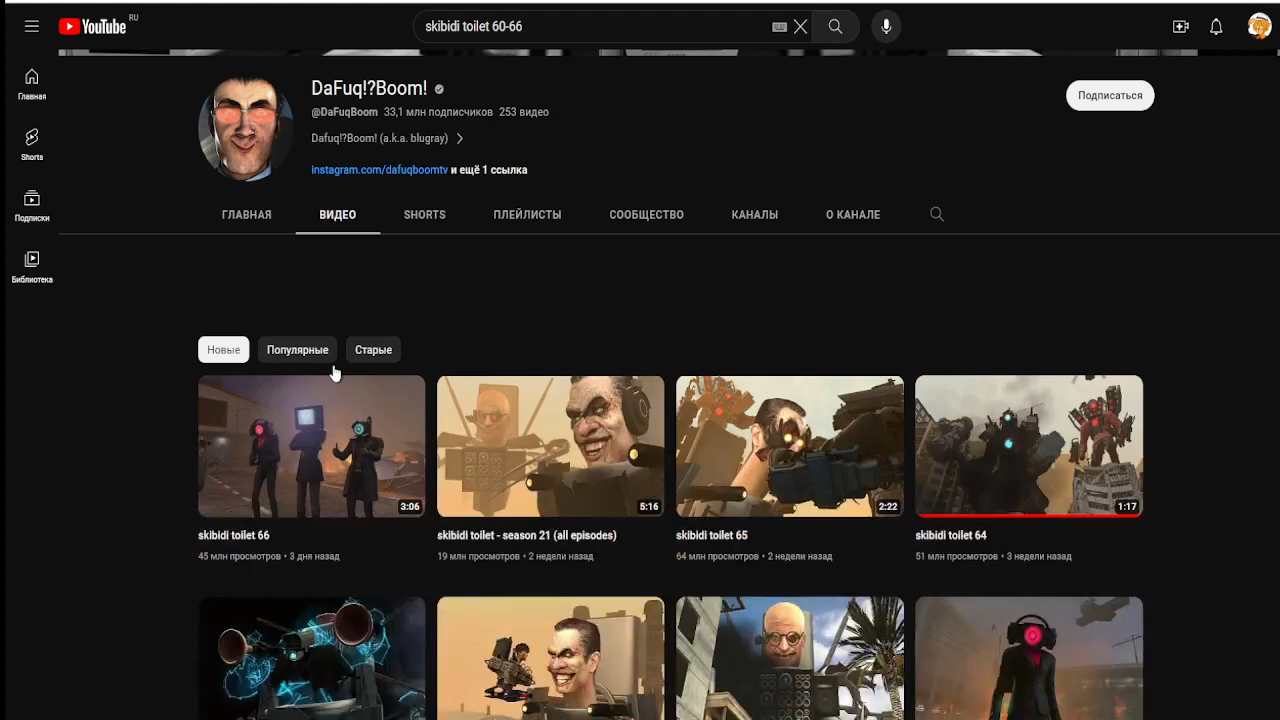 YouTube RU
skibidi toilet 60-66
Главная
Shorts
Подписки
Библиотека
DaFuq!?Boom!
@DaFuqBoom 33,1 млн подписчиков 253 видео
Dafuq!?Boom! (a.k.a. blugray)
instagram.com/dafuqboomtv и ещё 1 ссылка
Подписаться
ГЛАВНАЯ ВИДЕО SHORTS ПЛЕЙЛИСТЫ СООБЩЕСТВО КАНАЛЫ О КАНАЛЕ
Новые Популярные Старые
3:06 5:16 2:22 1:17
skibidi toilet 66
45 млн просмотров • 3 дня назад
skibidi toilet - season 21 (all episodes)
19 млн просмотров • 2 недели назад
skibidi toilet 65
64 млн просмотров • 2 недели назад
skibidi toilet 64
51 млн просмотров • 3 недели назад